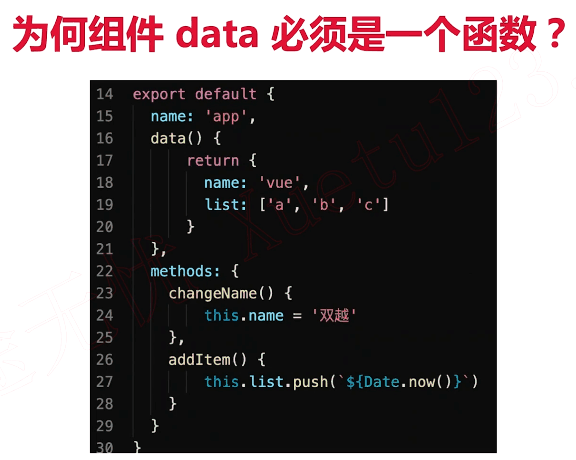 为何组件 data 必须是一个函数？
14 export default {
15 name: 'app',
16 data() {
17 return {
18 name: 'vue',
19 list: ['a', 'b', 'c']
20 }
21 },
22 methods: {
23 changeName() {
24 this.name = '双越'
25 },
26 addItem() {
27 this.list.push(`${Date.now()}`)
28 }
29 }
30 }